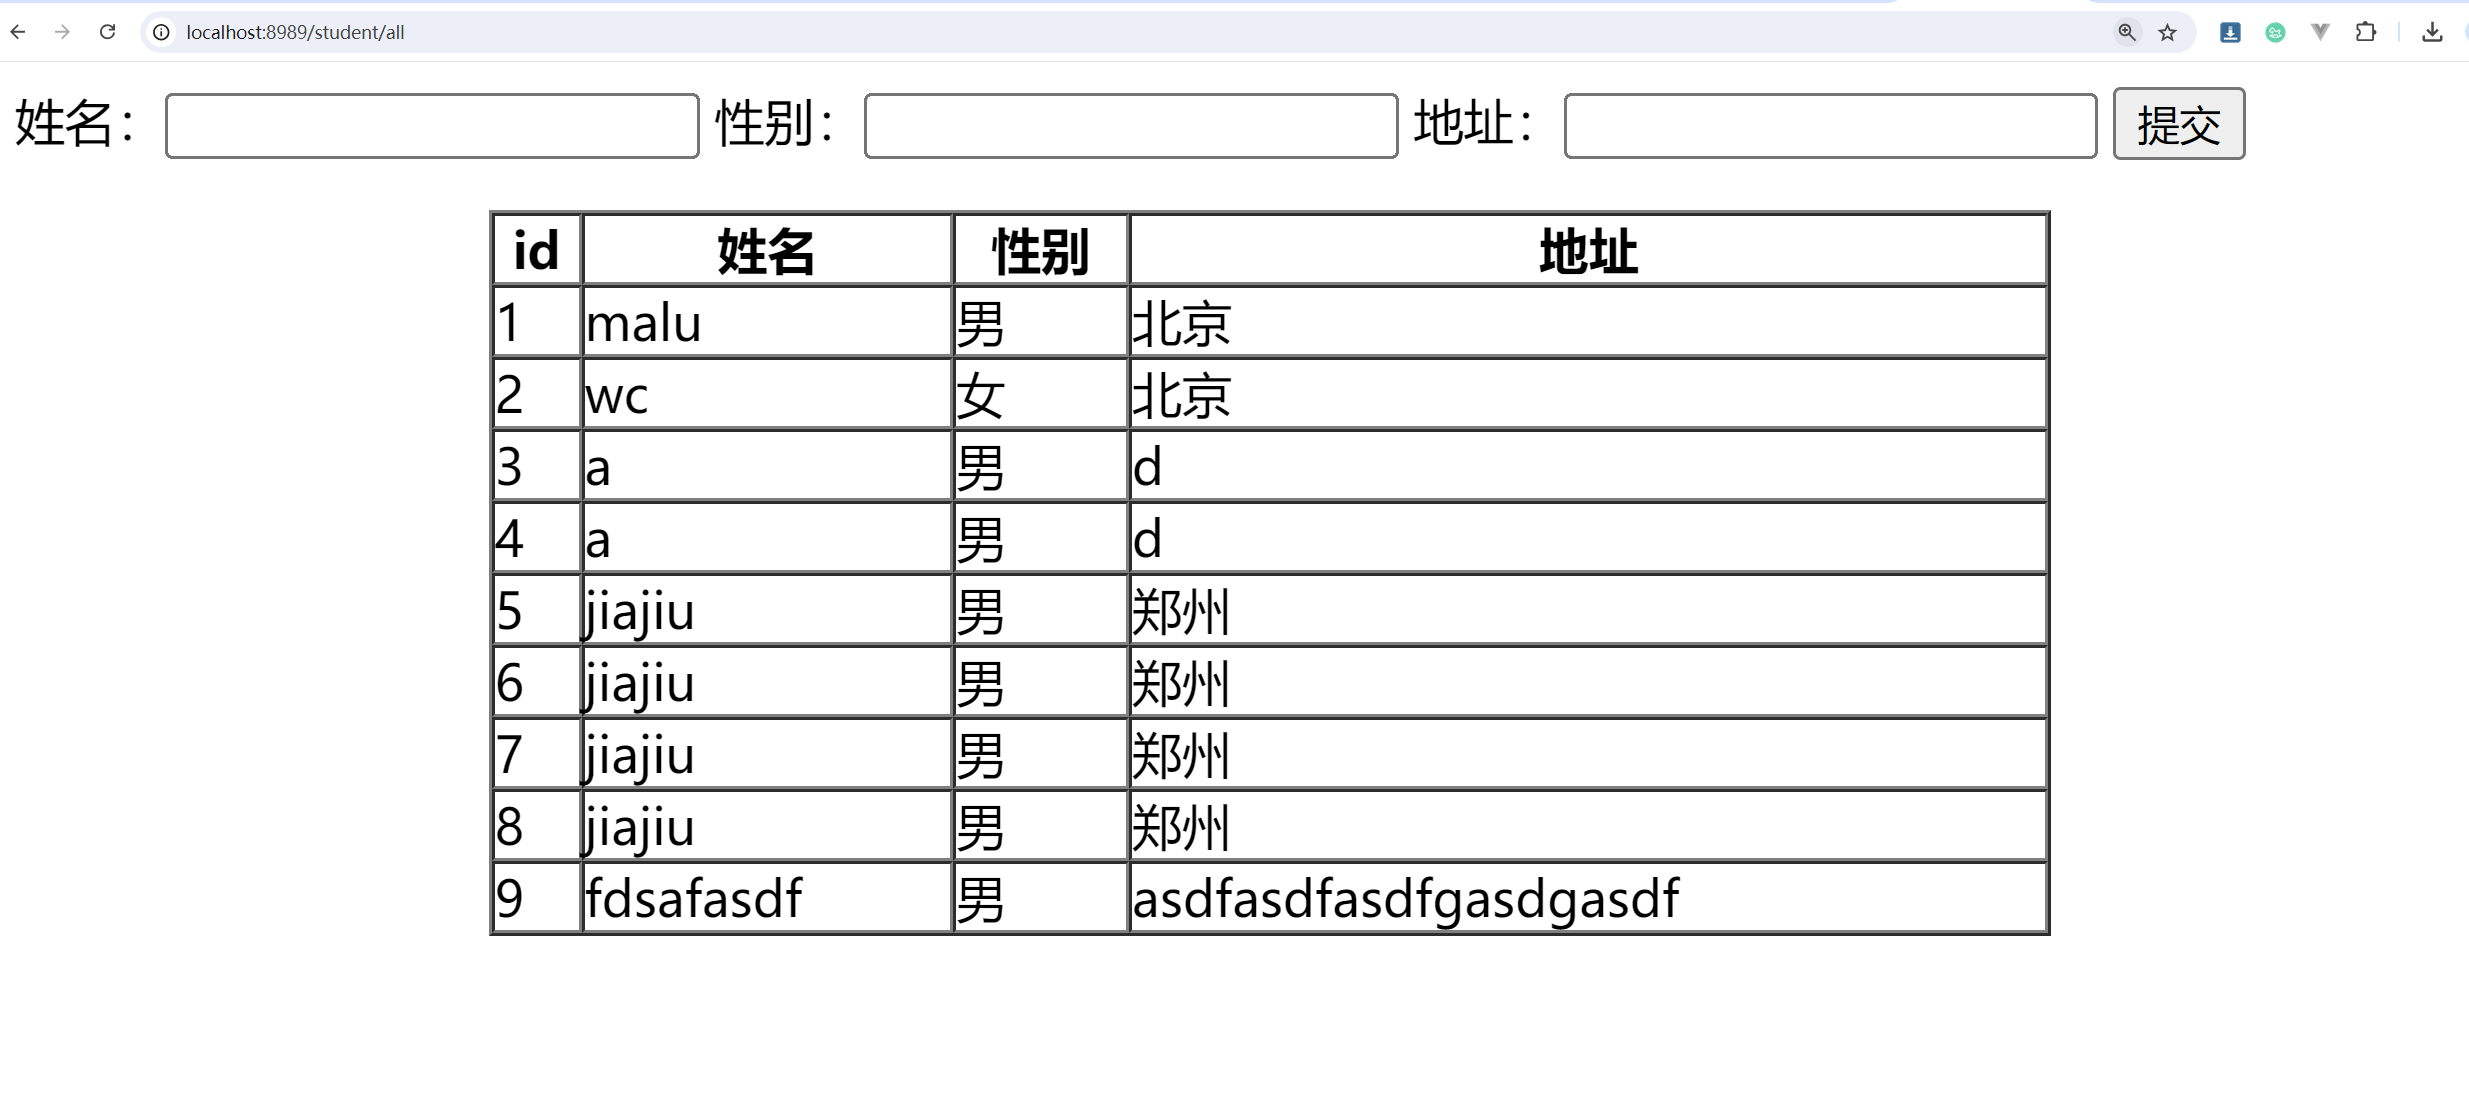 localhost:8989/student/all
姓名： 性别： 地址： 提交
id 姓名 性别 地址
1 malu 男 北京
2 wc 女 北京
3 a 男 d
4 a 男 d
5 jiajiu 男 郑州
6 jiajiu 男 郑州
7 jiajiu 男 郑州
8 jiajiu 男 郑州
9 fdsafasdf 男 asdfasdfasdfgasdgasdf